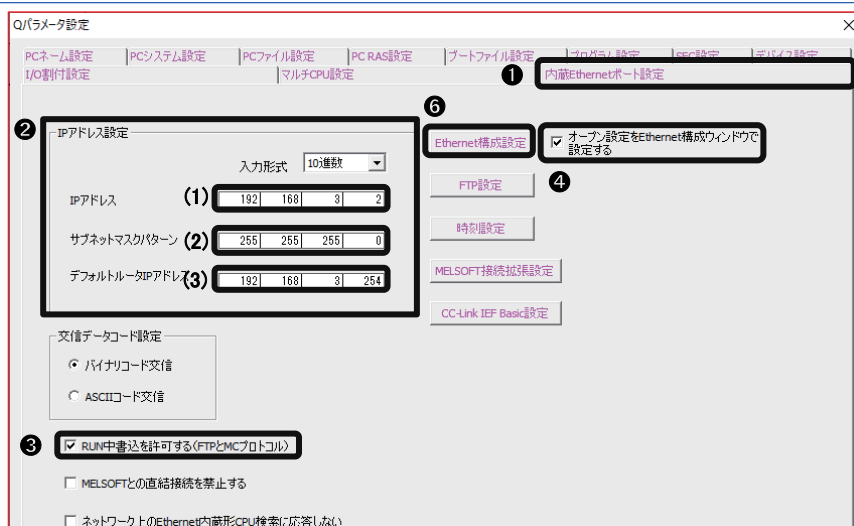 Qパラメータ設定
PCネーム設定 PCシステム設定 PCファイル設定 PC RAS設定 ブートファイル設定 プログラム設定 SFC設定 デバイス設定
I/O割付設定 マルチCPU設定 ❶ 内蔵Ethernetポート設定
❷ IPアドレス設定
入力形式 10進数
IPアドレス (1) 192 168 3 2
サブネットマスクパターン (2) 255 255 255 0
デフォルトルータIPアドレス (3) 192 168 3 254
❻
Ethernet構成設定
オープン設定をEthernet構成ウィンドウで
設定する
❹
FTP設定
時刻設定
MELSOFT接続拡張設定
CC-Link IEF Basic設定
交信データコード設定
バイナリコード交信
ASCIIコード交信
❸ RUN中書込を許可する(FTPとMCプロトコル)
MELSOFTとの直結接続を禁止する
ネットワーク上のEthernet内蔵形CPU検索に応答しない